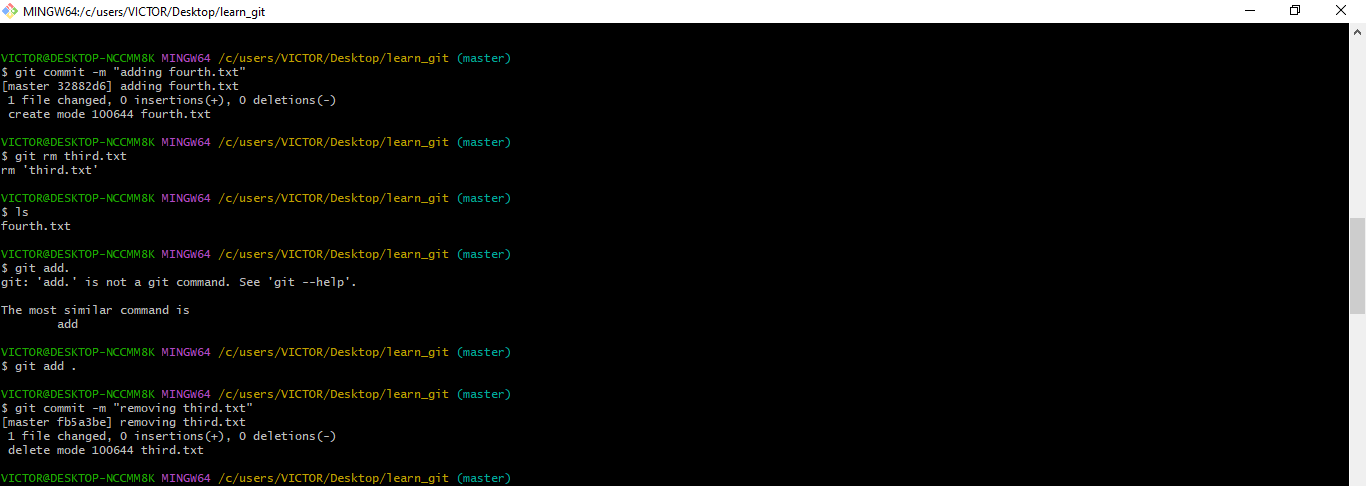 MINGW64:/c/users/VICTOR/Desktop/learn_git
VICTOR@DESKTOP-NCCMM8K MINGW64 /c/users/VICTOR/Desktop/learn_git (master)
$ git commit -m "adding fourth.txt"
[master 32882d6] adding fourth.txt
 1 file changed, 0 insertions(+), 0 deletions(-)
 create mode 100644 fourth.txt
VICTOR@DESKTOP-NCCMM8K MINGW64 /c/users/VICTOR/Desktop/learn_git (master)
$ git rm third.txt
rm 'third.txt'
VICTOR@DESKTOP-NCCMM8K MINGW64 /c/users/VICTOR/Desktop/learn_git (master)
$ ls
fourth.txt
VICTOR@DESKTOP-NCCMM8K MINGW64 /c/users/VICTOR/Desktop/learn_git (master)
$ git add.
git: 'add.' is not a git command. See 'git --help'.
The most similar command is
        add
VICTOR@DESKTOP-NCCMM8K MINGW64 /c/users/VICTOR/Desktop/learn_git (master)
$ git add .
VICTOR@DESKTOP-NCCMM8K MINGW64 /c/users/VICTOR/Desktop/learn_git (master)
$ git commit -m "removing third.txt"
[master fb5a3be] removing third.txt
 1 file changed, 0 insertions(+), 0 deletions(-)
 delete mode 100644 third.txt
VICTOR@DESKTOP-NCCMM8K MINGW64 /c/users/VICTOR/Desktop/learn_git (master)